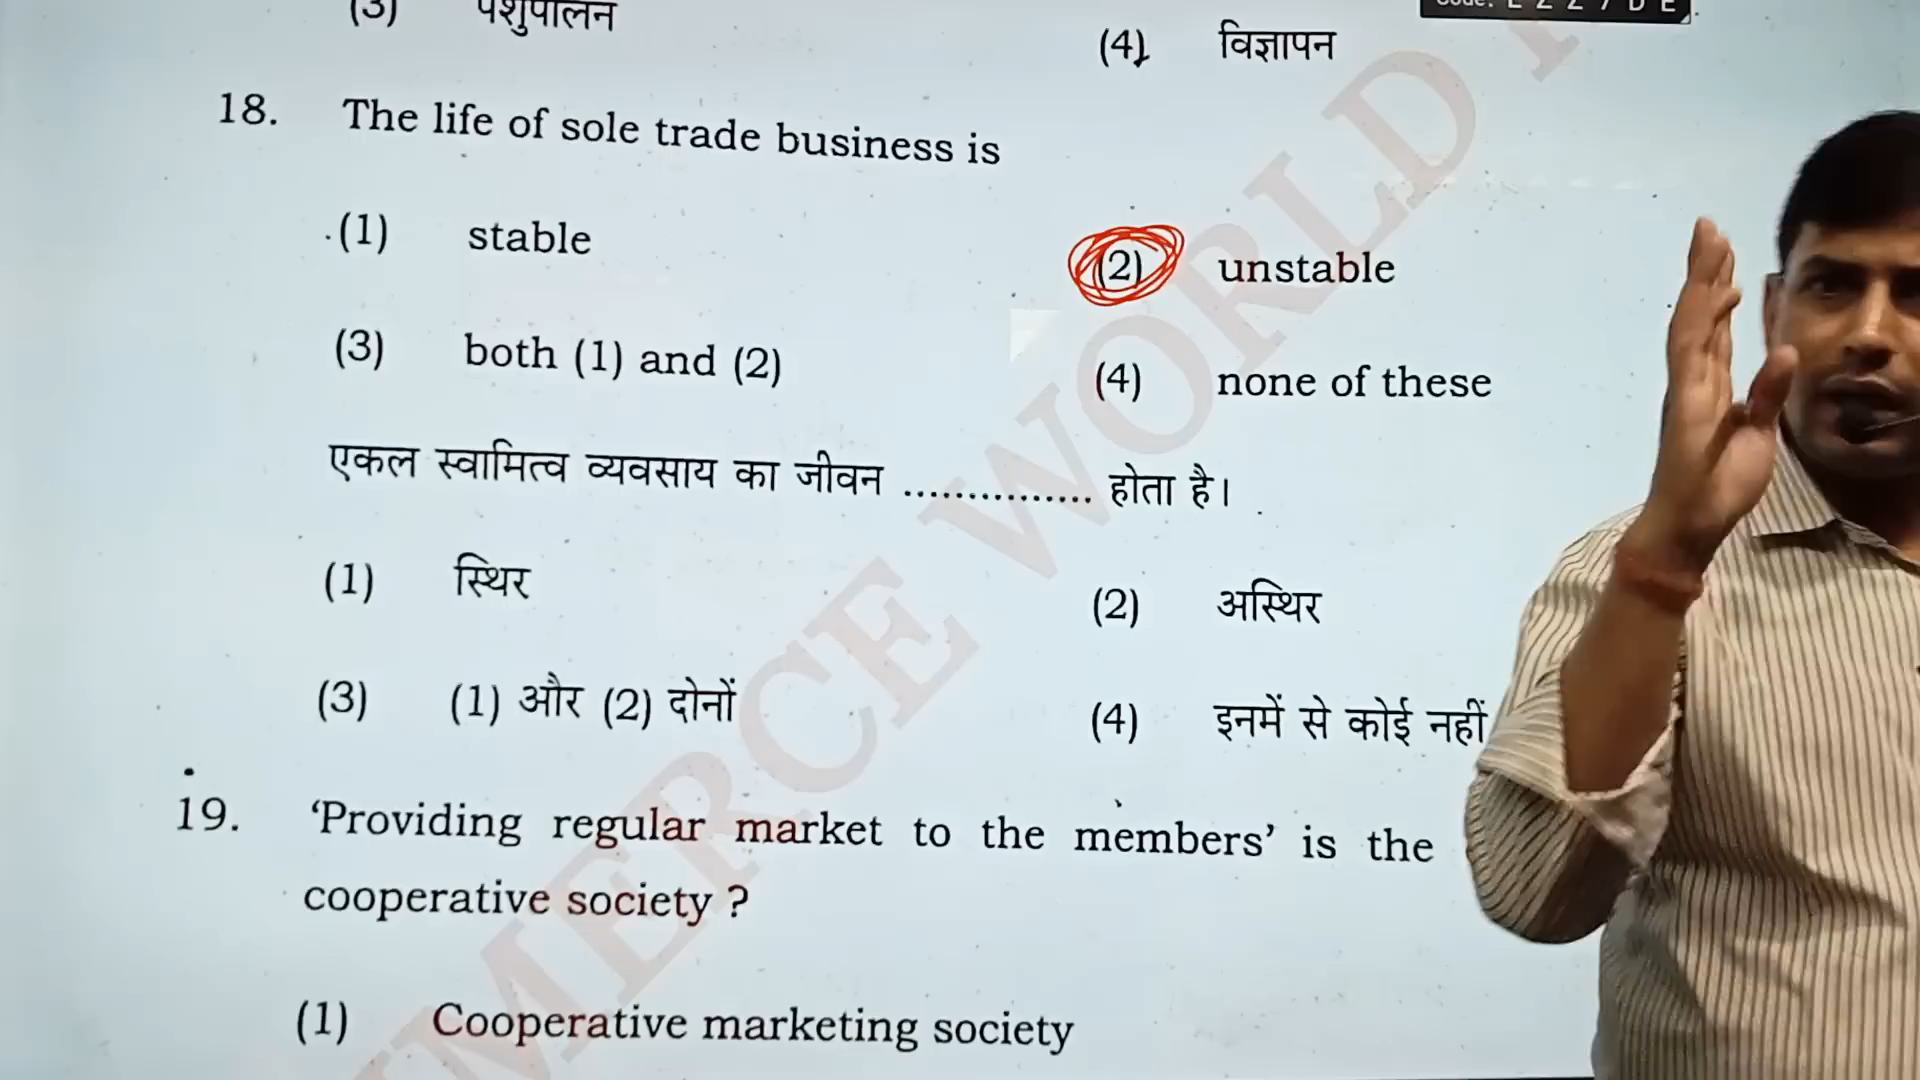 (3) पशुपालन
(4) विज्ञापन
18. The life of sole trade business is
(1) stable
(2) unstable
(3) both (1) and (2)
(4) none of these
एकल स्वामित्व व्यवसाय का जीवन ............... होता है।
(1) स्थिर
(2) अस्थिर
(3) (1) और (2) दोनों
(4) इनमें से कोई नहीं
19. ‘Providing regular market to the members’ is the
cooperative society ?
(1) Cooperative marketing society
MERCE WORLD